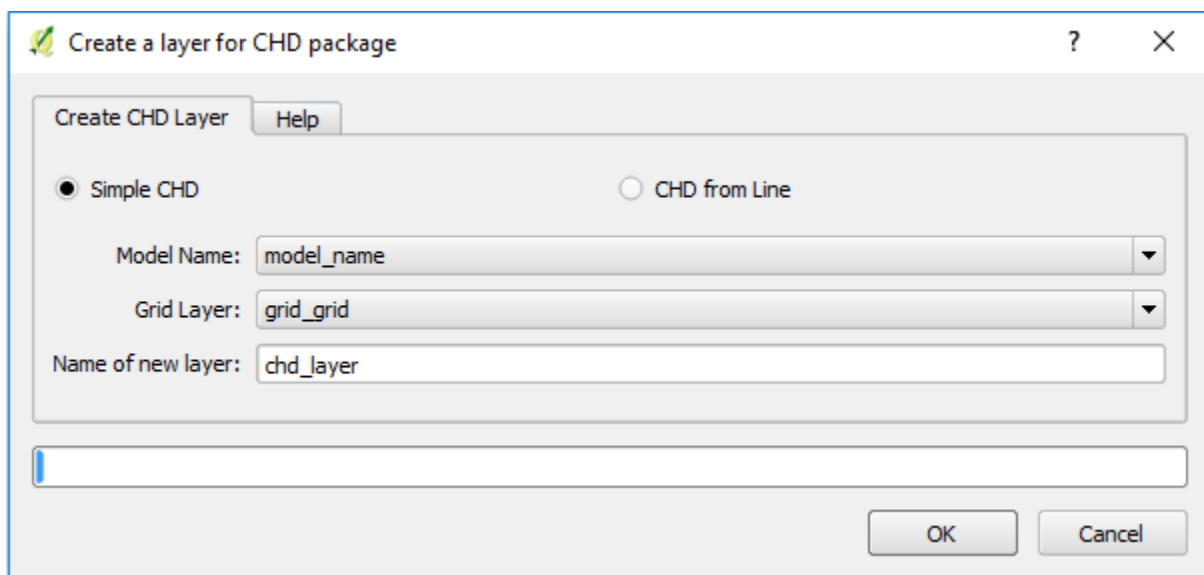 Create a layer for CHD package
?
Create CHD Layer
Help
Simple CHD
CHD from Line
Model Name: model_name
Grid Layer: grid_grid
Name of new layer: chd_layer
OK
Cancel